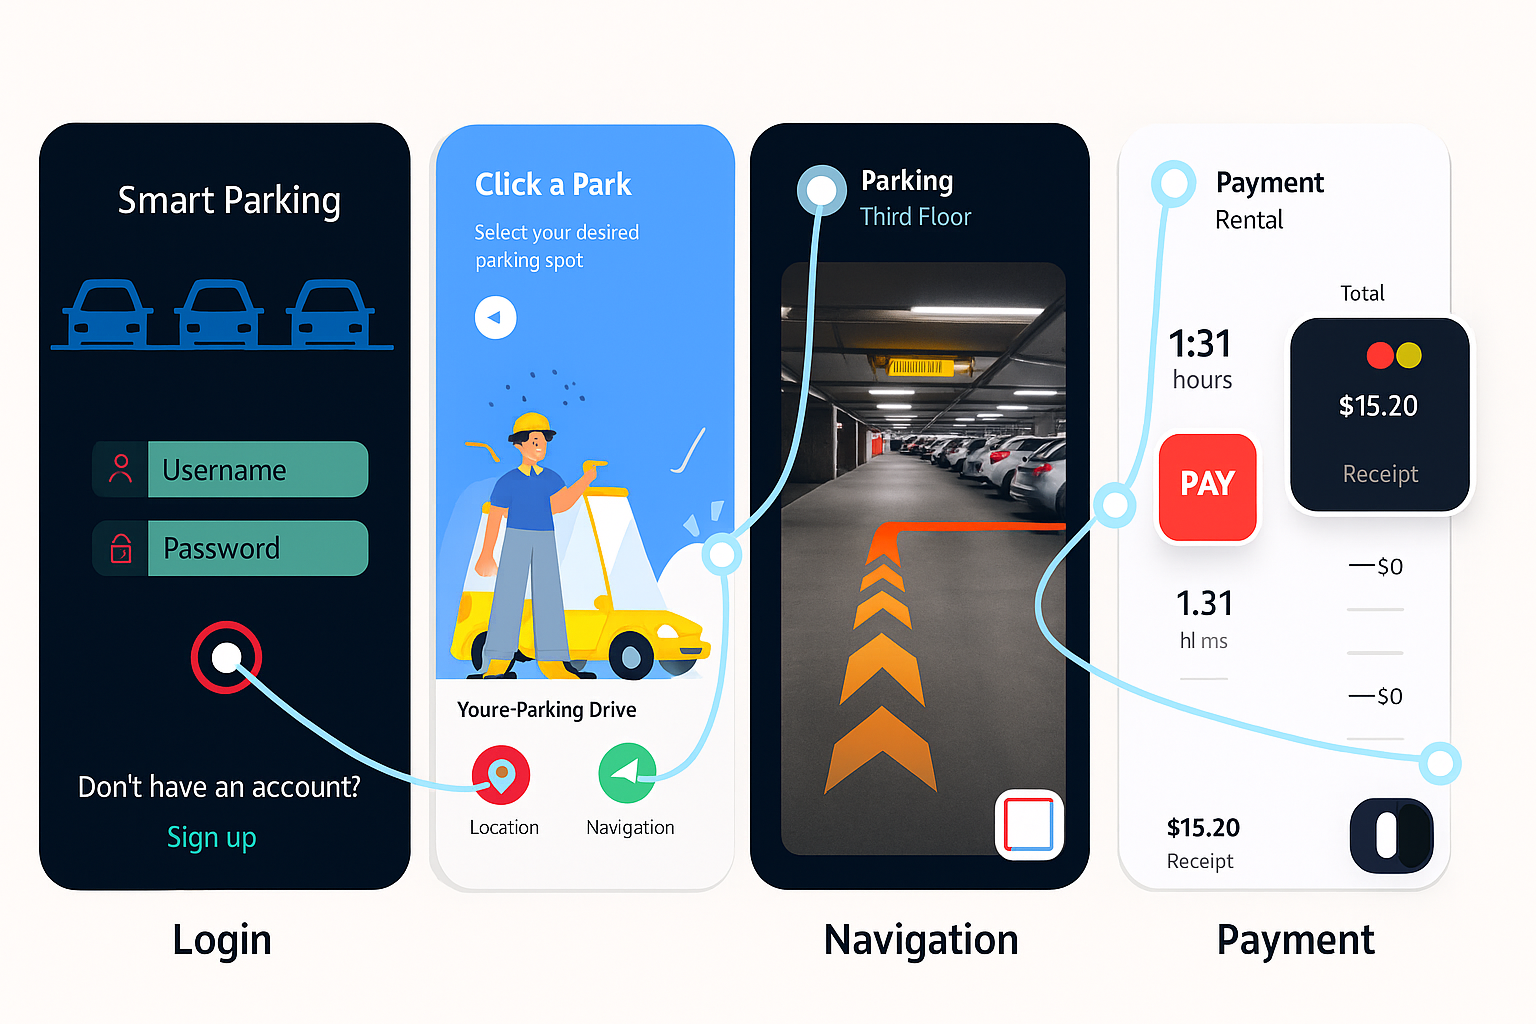 Smart Parking
Username
Password
Don't have an account?
Sign up
Login
Click a Park
Select your desired
parking spot
Youre-Parking Drive
Location
Navigation
Parking
Third Floor
Navigation
Payment
Rental
Total
1:31
hours
$15.20
Receipt
PAY
—$0
1.31
hl ms
—$0
$15.20
Receipt
Payment